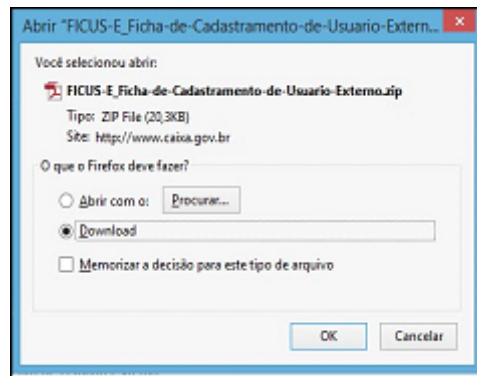 Abrir "FICUS-E_Ficha-de-Cadastramento-de-Usuario-Extern...
Você selecionou abrir:
FICUS-E_Ficha-de-Cadastramento-de-Usuario-Externo.zip
Tipo: ZIP File (20,3KB)
Site: http://www.caixa.gov.br
O que o Firefox deve fazer?
Abrir com o: Procurar...
Download
Memorizar a decisão para este tipo de arquivo
OK Cancelar